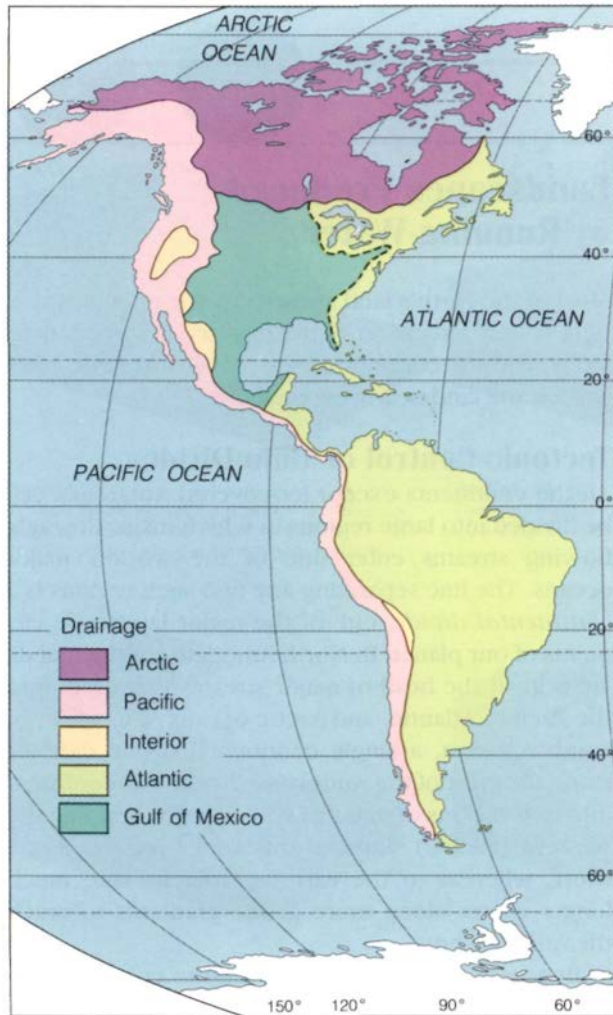 ARCTIC
OCEAN
60°
40°
ATLANTIC OCEAN
20°
PACIFIC OCEAN
0°
Drainage
Arctic
Pacific
Interior
Atlantic
Gulf of Mexico
20°
40°
60°
150° 120° 90° 60°